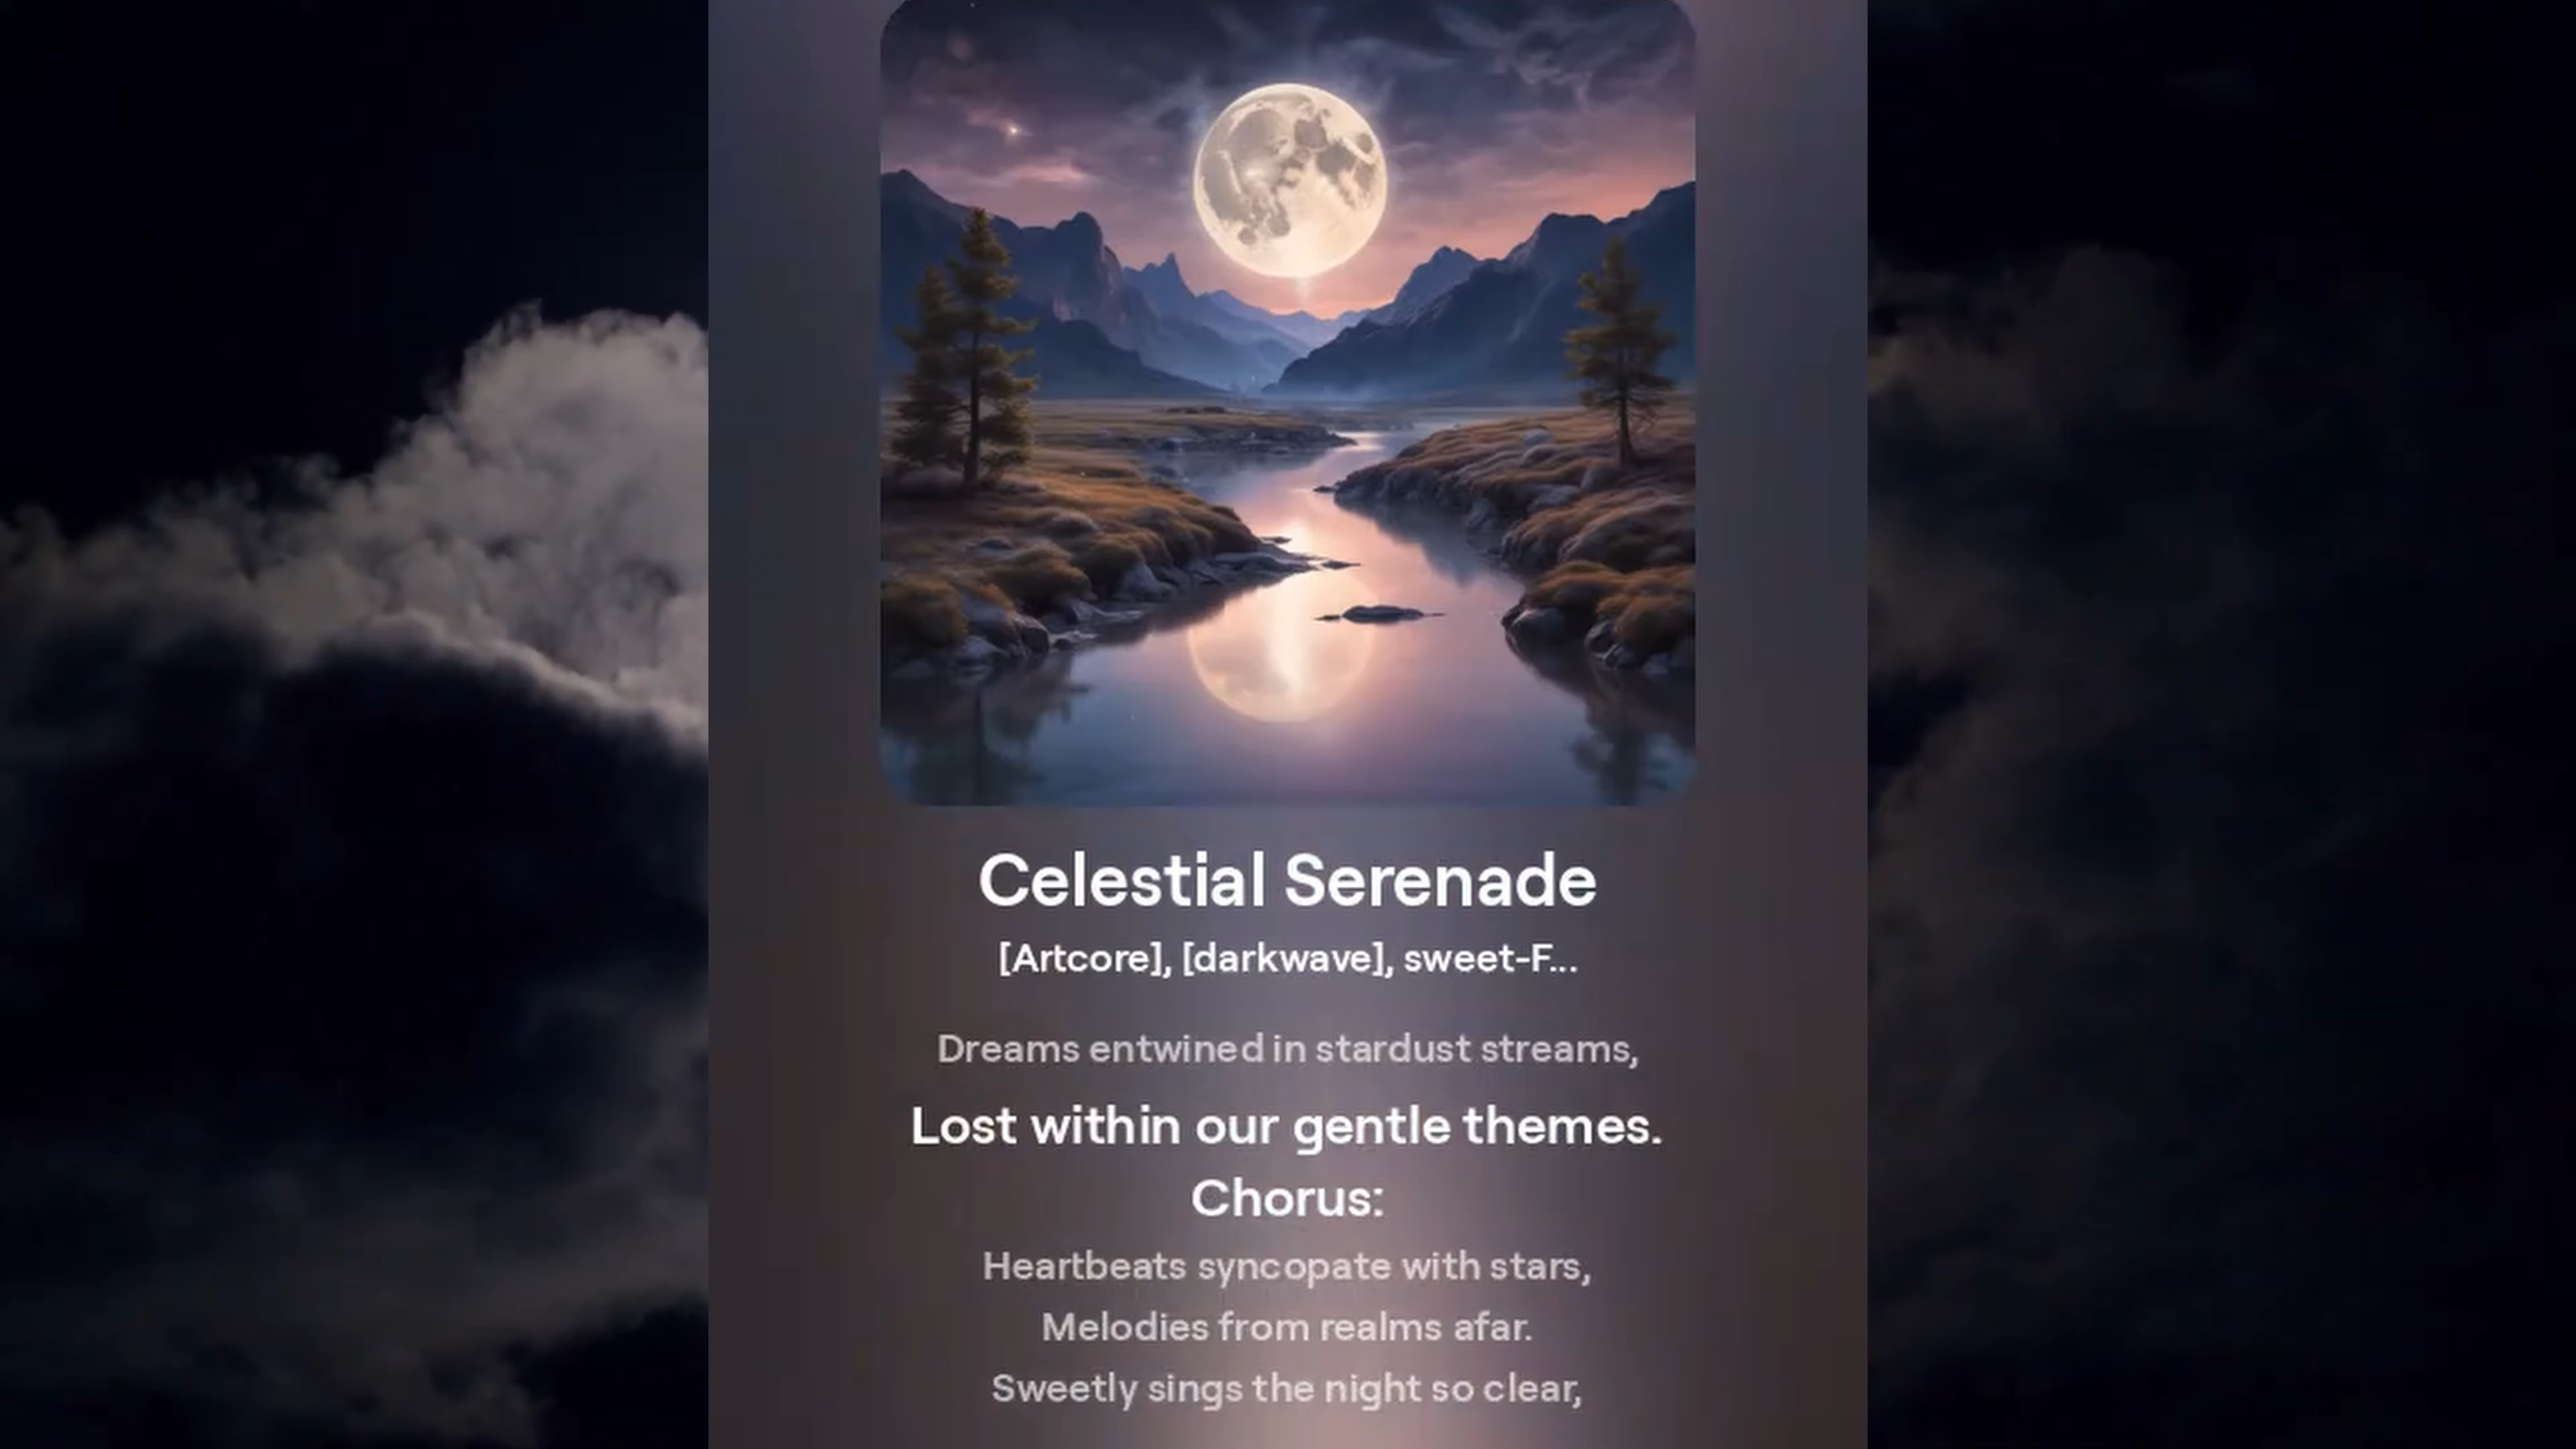 Celestial Serenade
[Artcore], [darkwave], sweet-F...
Dreams entwined in stardust streams,
Lost within our gentle themes.
Chorus:
Heartbeats syncopate with stars,
Melodies from realms afar.
Sweetly sings the night so clear,